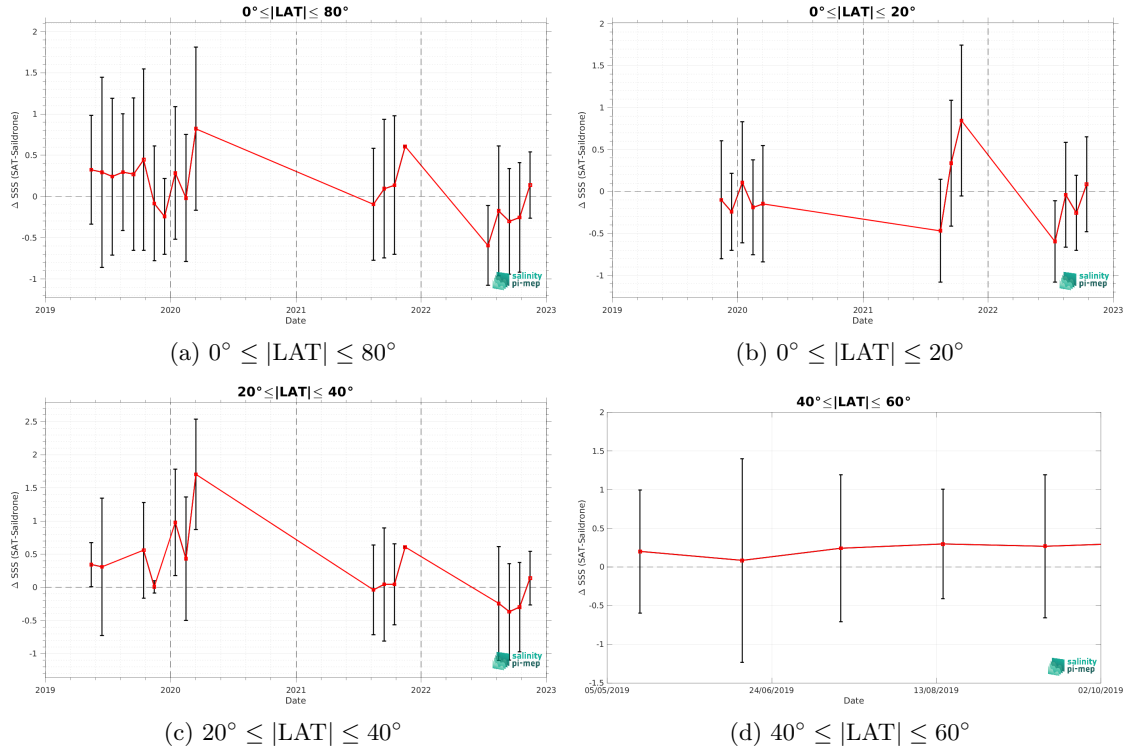 0°≤|LAT|≤ 80°
Δ SSS (SAT-Saildrone)
2
1.5
1
0.5
0
-0.5
-1
2019
2020
2021
2022
2023
Date
salinity
pi-mep
(a) 0° ≤ |LAT| ≤ 80°
0°≤|LAT|≤ 20°
Δ SSS (SAT-Saildrone)
2
1.5
1
0.5
0
-0.5
-1
2019
2020
2021
2022
2023
Date
salinity
pi-mep
(b) 0° ≤ |LAT| ≤ 20°
20°≤|LAT|≤ 40°
Δ SSS (SAT-Saildrone)
2.5
2
1.5
1
0.5
0
-0.5
-1
2019
2020
2021
2022
2023
Date
salinity
pi-mep
(c) 20° ≤ |LAT| ≤ 40°
40°≤|LAT|≤ 60°
Δ SSS (SAT-Saildrone)
2
1.5
1
0.5
0
-0.5
-1
-1.5
05/05/2019
24/06/2019
13/08/2019
02/10/2019
Date
salinity
pi-mep
(d) 40° ≤ |LAT| ≤ 60°